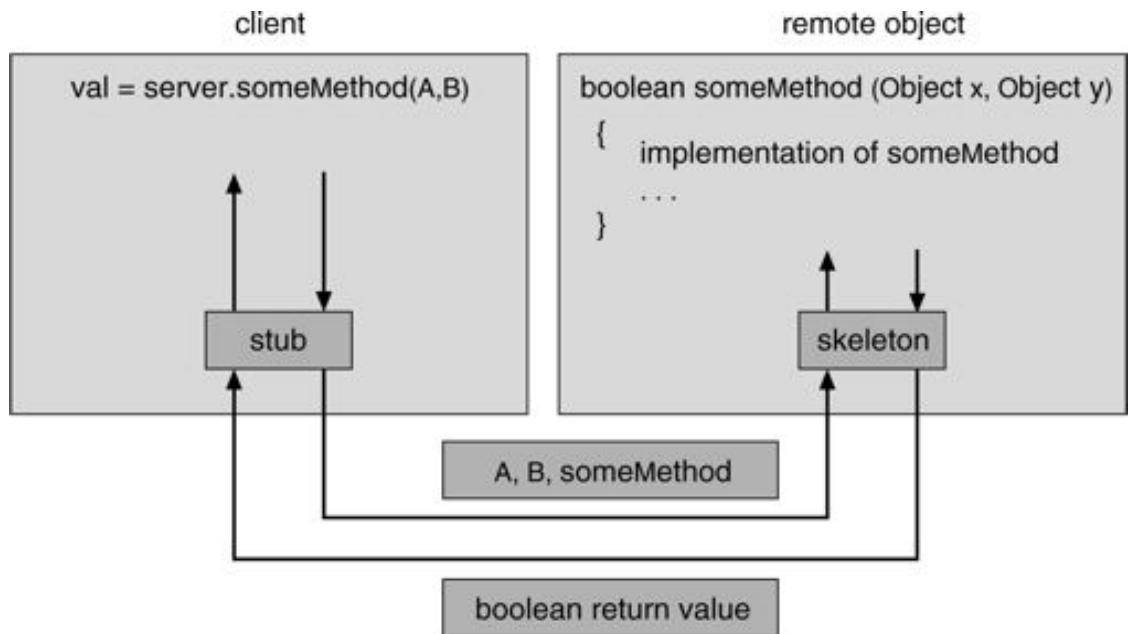 client
remote object
val = server.someMethod(A,B)
boolean someMethod (Object x, Object y)
{
implementation of someMethod
. . .
}
stub
skeleton
A, B, someMethod
boolean return value